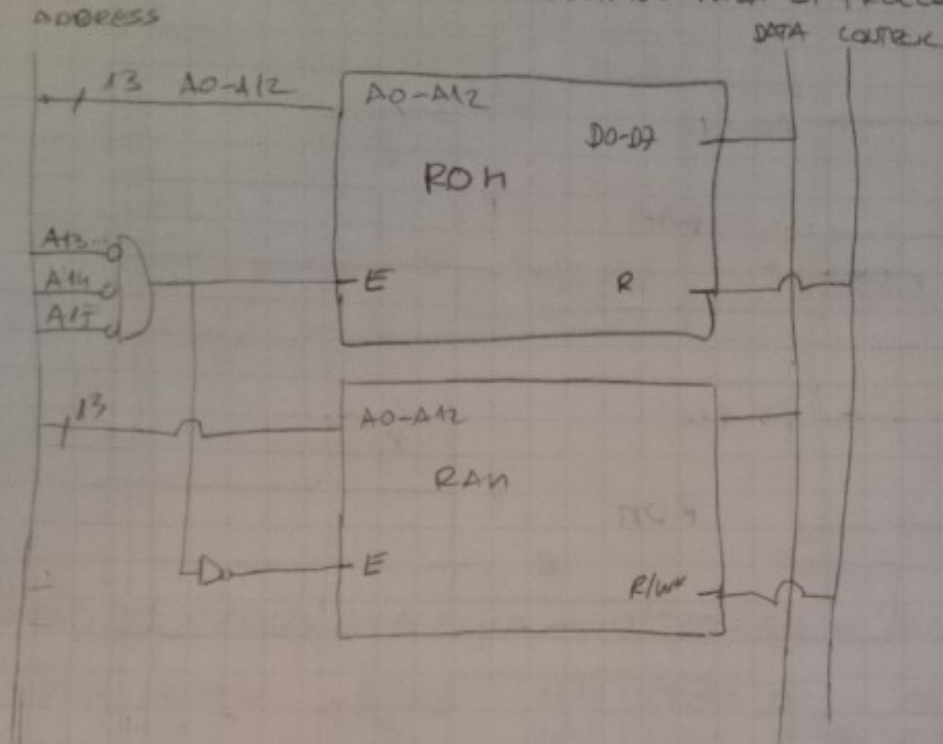 ADDRESS
DATA CONTROL
13 A0-A12
A0-A12
D0-D7
ROM
A13
A14
A15
E
R
13
A0-A12
RAM
E
R/W